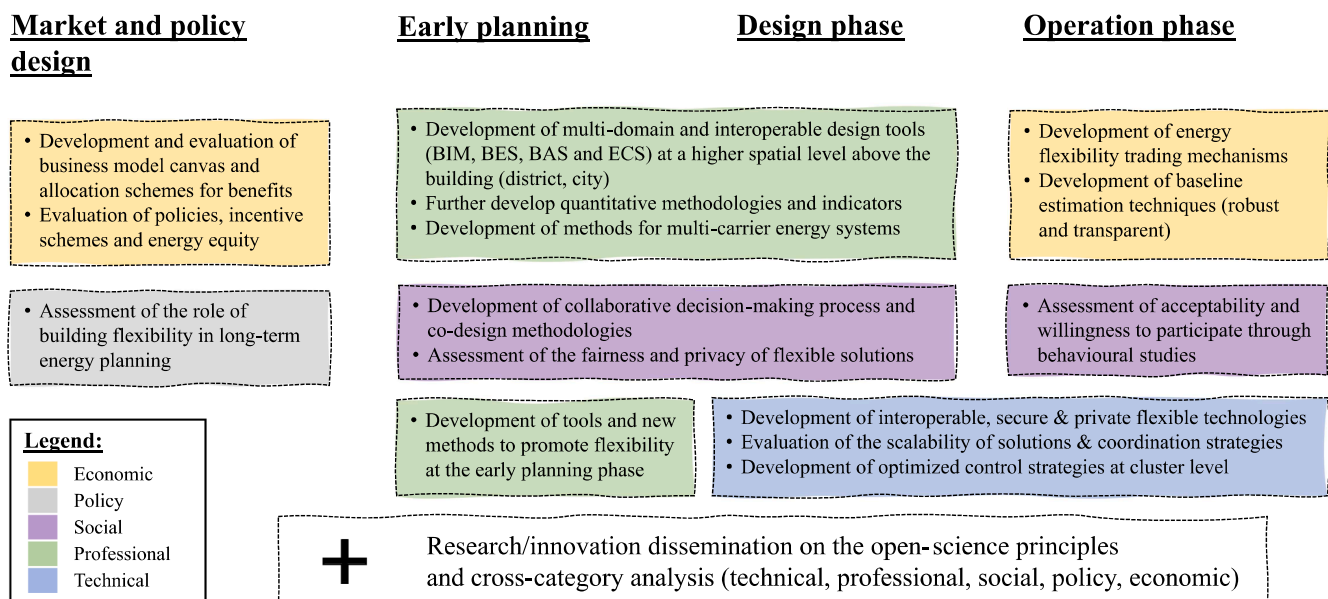 Market and policy
design
Early planning
Design phase
Operation phase
• Development and evaluation of
business model canvas and
allocation schemes for benefits
• Evaluation of policies, incentive
schemes and energy equity
• Development of multi-domain and interoperable design tools
(BIM, BES, BAS and ECS) at a higher spatial level above the
building (district, city)
• Further develop quantitative methodologies and indicators
• Development of methods for multi-carrier energy systems
• Development of energy
flexibility trading mechanisms
• Development of baseline
estimation techniques (robust
and transparent)
• Assessment of the role of
building flexibility in long-term
energy planning
• Development of collaborative decision-making process and
co-design methodologies
• Assessment of the fairness and privacy of flexible solutions
• Assessment of acceptability and
willingness to participate through
behavioural studies
• Development of tools and new
methods to promote flexibility
at the early planning phase
• Development of interoperable, secure & private flexible technologies
• Evaluation of the scalability of solutions & coordination strategies
• Development of optimized control strategies at cluster level
Legend:
Economic
Policy
Social
Professional
Technical
+
Research/innovation dissemination on the open-science principles
and cross-category analysis (technical, professional, social, policy, economic)